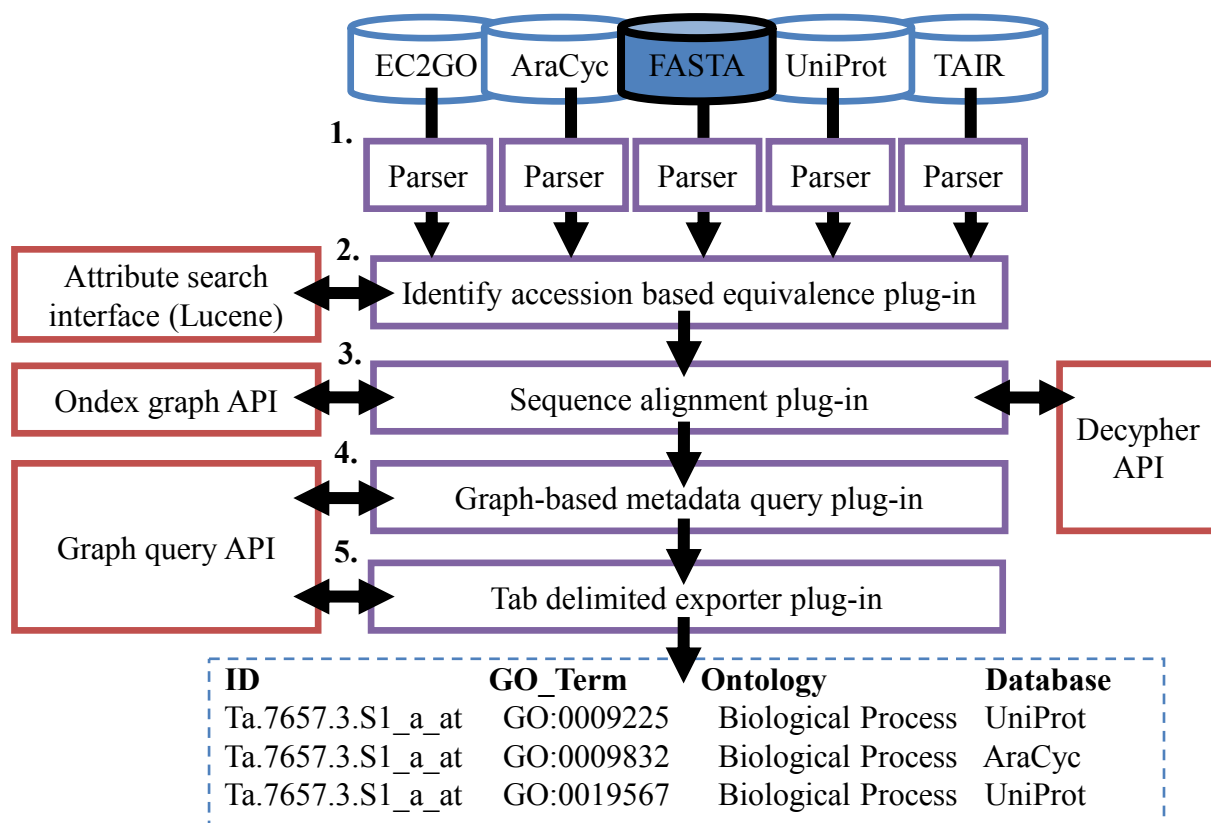 EC2GO AraCyc FASTA UniProt TAIR
1.
Parser Parser Parser Parser Parser
2.
Attribute search
interface (Lucene)
Identify accession based equivalence plug-in
3.
Ondex graph API
Sequence alignment plug-in
Decypher
API
4.
Graph-based metadata query plug-in
Graph query API
5.
Tab delimited exporter plug-in
ID GO_Term Ontology Database
Ta.7657.3.S1_a_at GO:0009225 Biological Process UniProt
Ta.7657.3.S1_a_at GO:0009832 Biological Process AraCyc
Ta.7657.3.S1_a_at GO:0019567 Biological Process UniProt